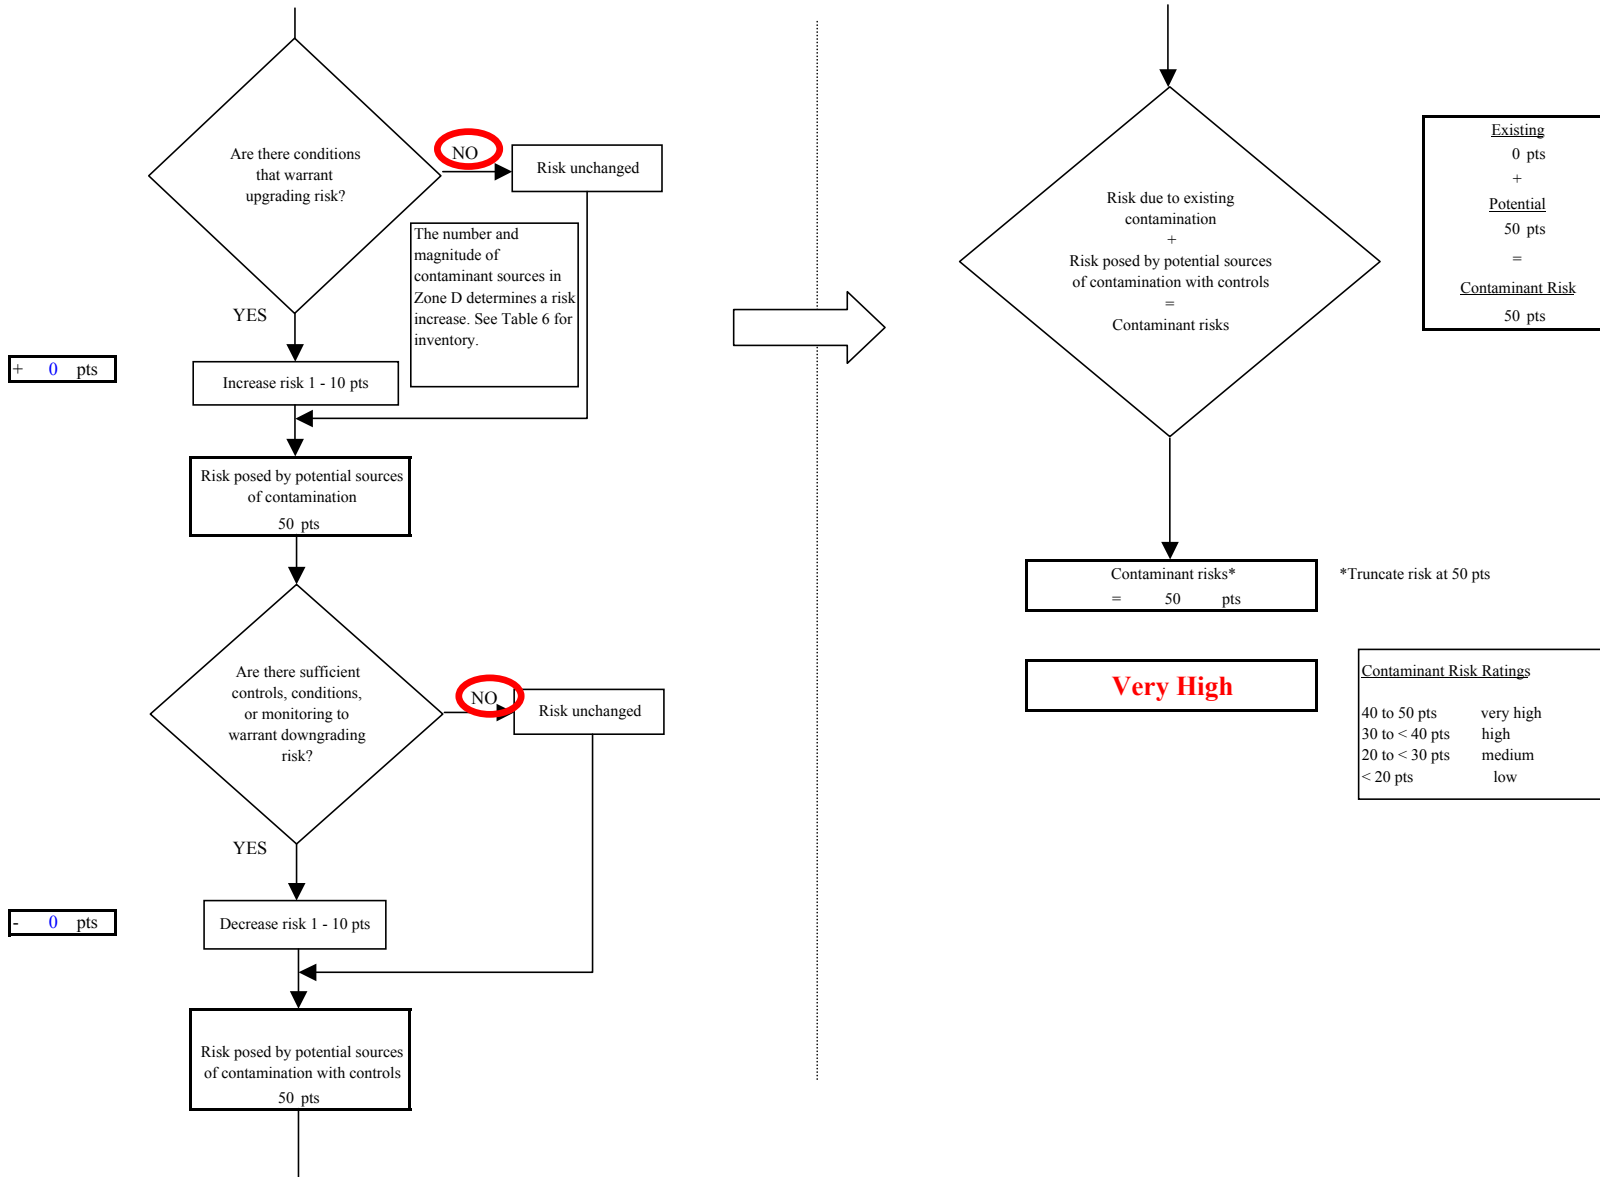 Are there conditions
that warrant
upgrading risk?
NO
Risk unchanged
The number and
magnitude of
contaminant sources in
Zone D determines a risk
increase. See Table 6 for
inventory.
YES
+ 0 pts
Increase risk 1 - 10 pts
Risk posed by potential sources
of contamination
50 pts
Are there sufficient
controls, conditions,
or monitoring to
warrant downgrading
risk?
NO
Risk unchanged
YES
- 0 pts
Decrease risk 1 - 10 pts
Risk posed by potential sources
of contamination with controls
50 pts
Risk due to existing
contamination
+
Risk posed by potential sources
of contamination with controls
=
Contaminant risks
Existing
0 pts
+
Potential
50 pts
=
Contaminant Risk
50 pts
Contaminant risks*
= 50 pts
*Truncate risk at 50 pts
Very High
Contaminant Risk Ratings
40 to 50 pts very high
30 to < 40 pts high
20 to < 30 pts medium
< 20 pts low